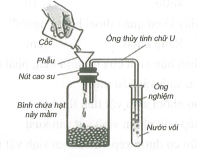 Cốc
Ống thủy tinh chữ U
Phễu
Nút cao su
Ống
nghiệm
Bình chứa hạt
nảy mầm
Nước vôi